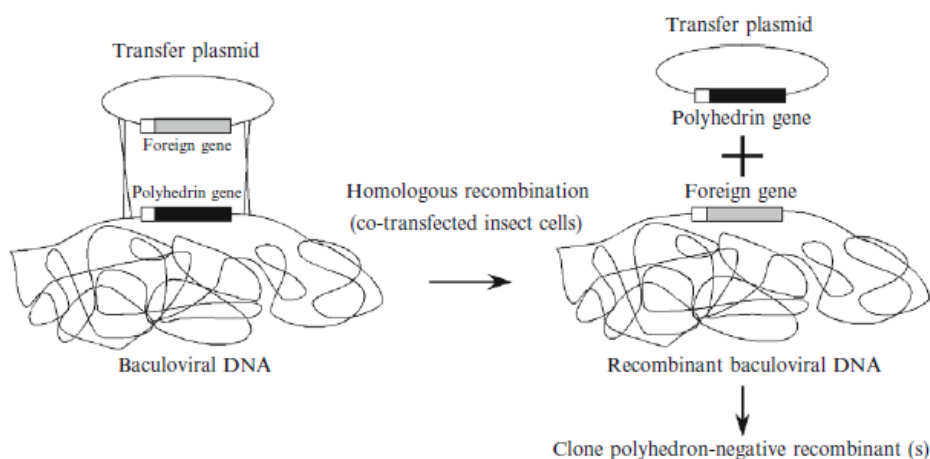 Transfer plasmid
Foreign gene
Polyhedrin gene
Baculoviral DNA
Homologous recombination
(co-transfected insect cells)
Transfer plasmid
Polyhedrin gene
+
Foreign gene
Recombinant baculoviral DNA
Clone polyhedron-negative recombinant (s)